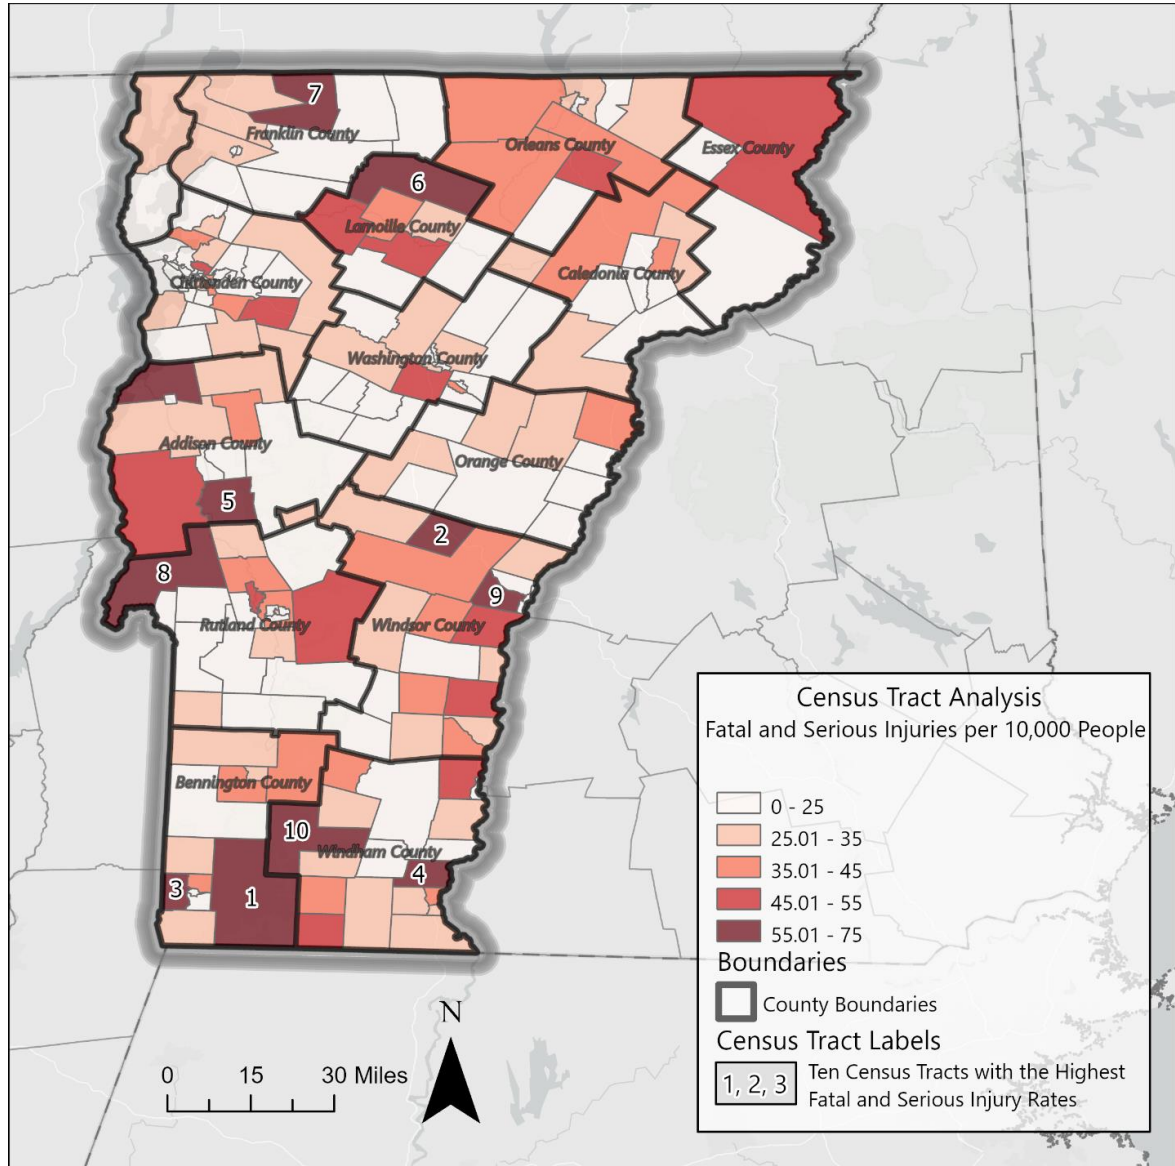 7
Franklin County
Orleans County
Essex County
6
Lamoille County
Caledonia County
Chittenden County
Washington County
Addison County
Orange County
5
2
8
9
Rutland County
Windsor County
Bennington County
10
Windham County
3
1
4
N
0 15 30 Miles
Census Tract Analysis
Fatal and Serious Injuries per 10,000 People
0 - 25
25.01 - 35
35.01 - 45
45.01 - 55
55.01 - 75
Boundaries
County Boundaries
Census Tract Labels
1, 2, 3
Ten Census Tracts with the Highest
Fatal and Serious Injury Rates